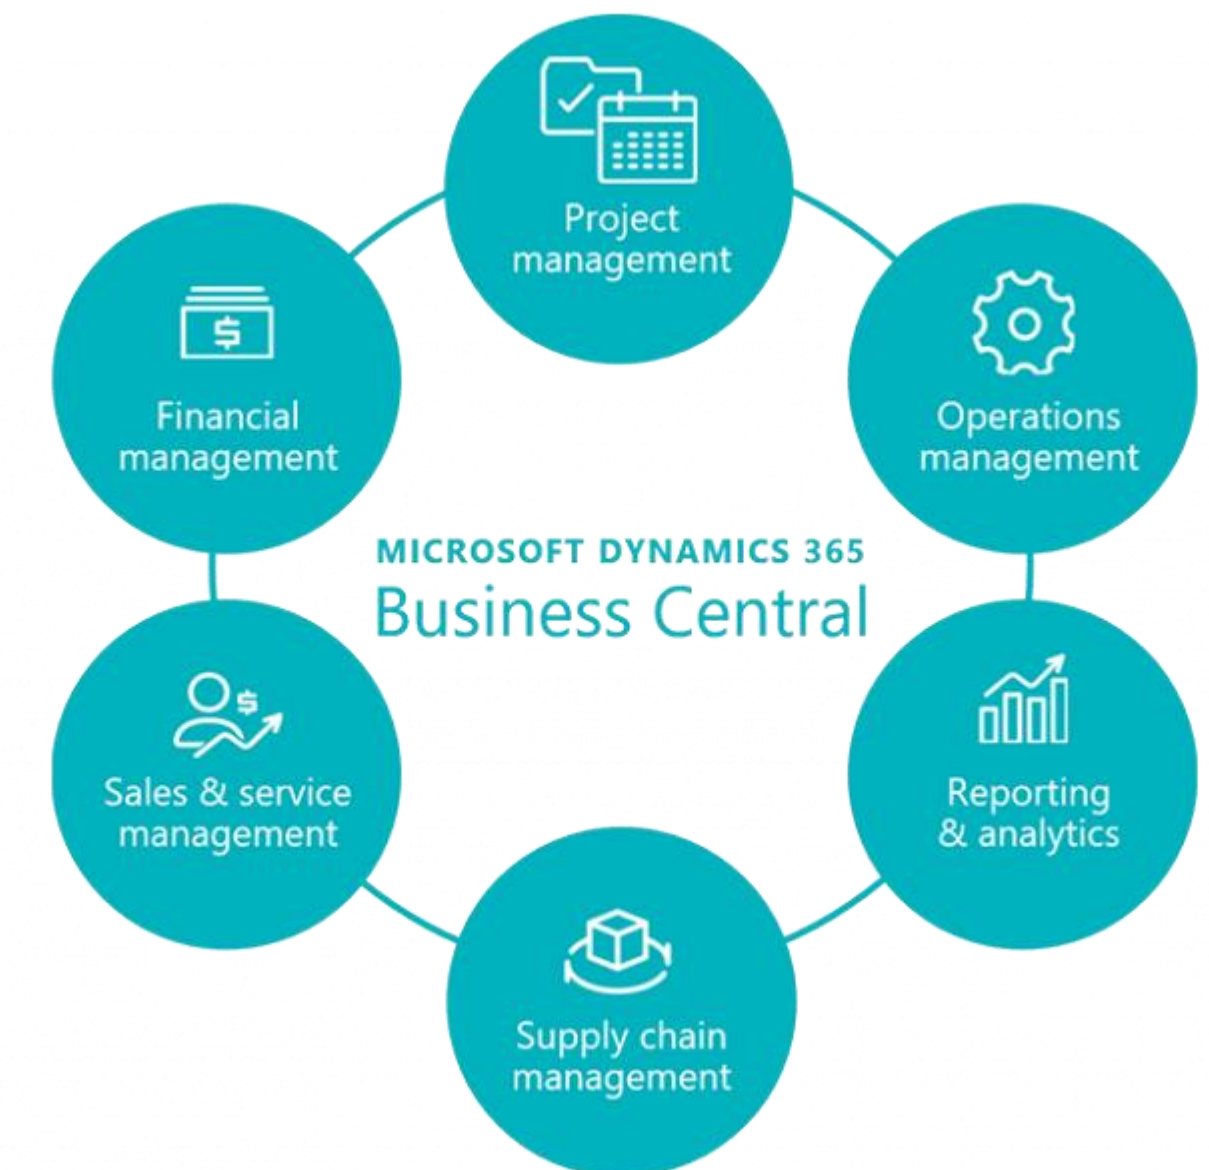 Project
management
Operations
management
Reporting
& analytics
Supply chain
management
Sales & service
management
$
Financial
management
$
MICROSOFT DYNAMICS 365
Business Central